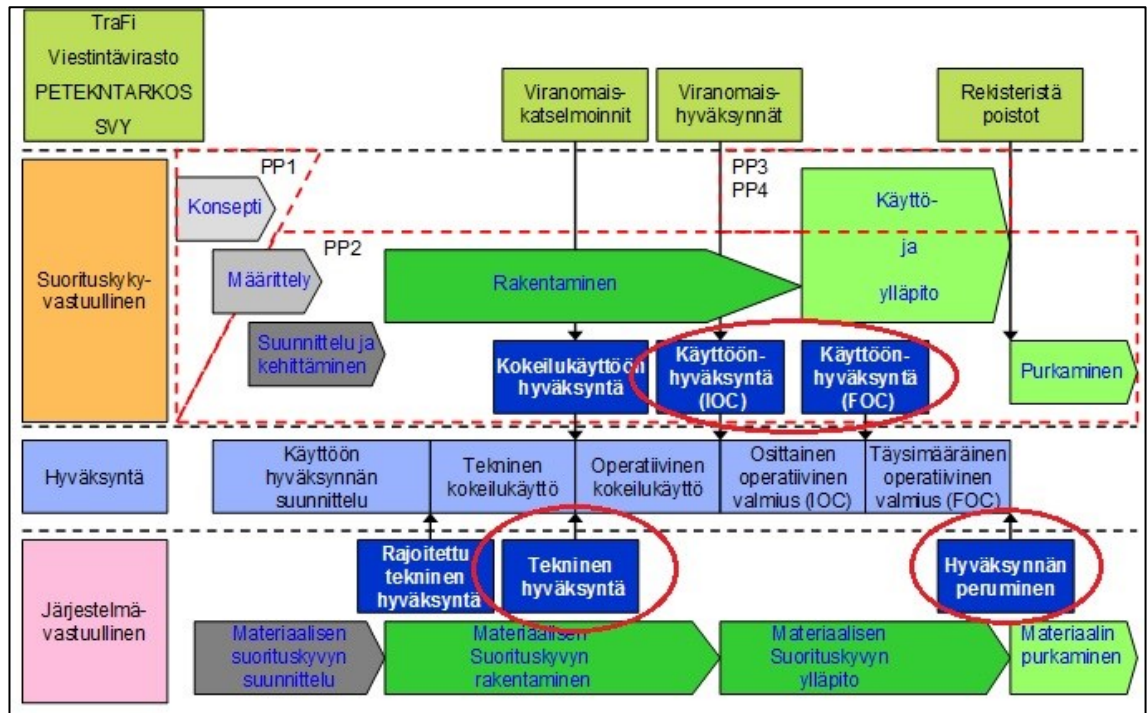 TraFi
Viestintävirasto
PETEKNTARKOS
SVY
Viranomais-
katselmoinnit
Viranomais-
hyväksynnät
Rekisteristä
poistot
Suorituskyky-
vastuullinen
PP1
Konsepti
PP2
Määrittely
Suunnittelu ja
kehittäminen
Rakentaminen
PP3
PP4
Käyttö-
ja
ylläpito
Kokeilukäyttöön
hyväksyntä
Käyttöön-
hyväksyntä
(IOC)
Käyttöön-
hyväksyntä
(FOC)
Purkaminen
Hyväksyntä
Käyttöön
hyväksynnän
suunnittelu
Tekninen
kokeilukäyttö
Operatiivinen
kokeilukäyttö
Osittainen
operatiivinen
valmius (IOC)
Täysimääräinen
operatiivinen
valmius (FOC)
Järjestelmä-
vastuullinen
Rajoitettu
tekninen
hyväksyntä
Tekninen
hyväksyntä
Hyväksynnän
peruminen
Materiaalisen
suorituskyvyn
suunnittelu
Materiaalisen
Suorituskyvyn
rakentaminen
Materiaalisen
Suorituskyvyn
ylläpito
Materiaalin
purkaminen